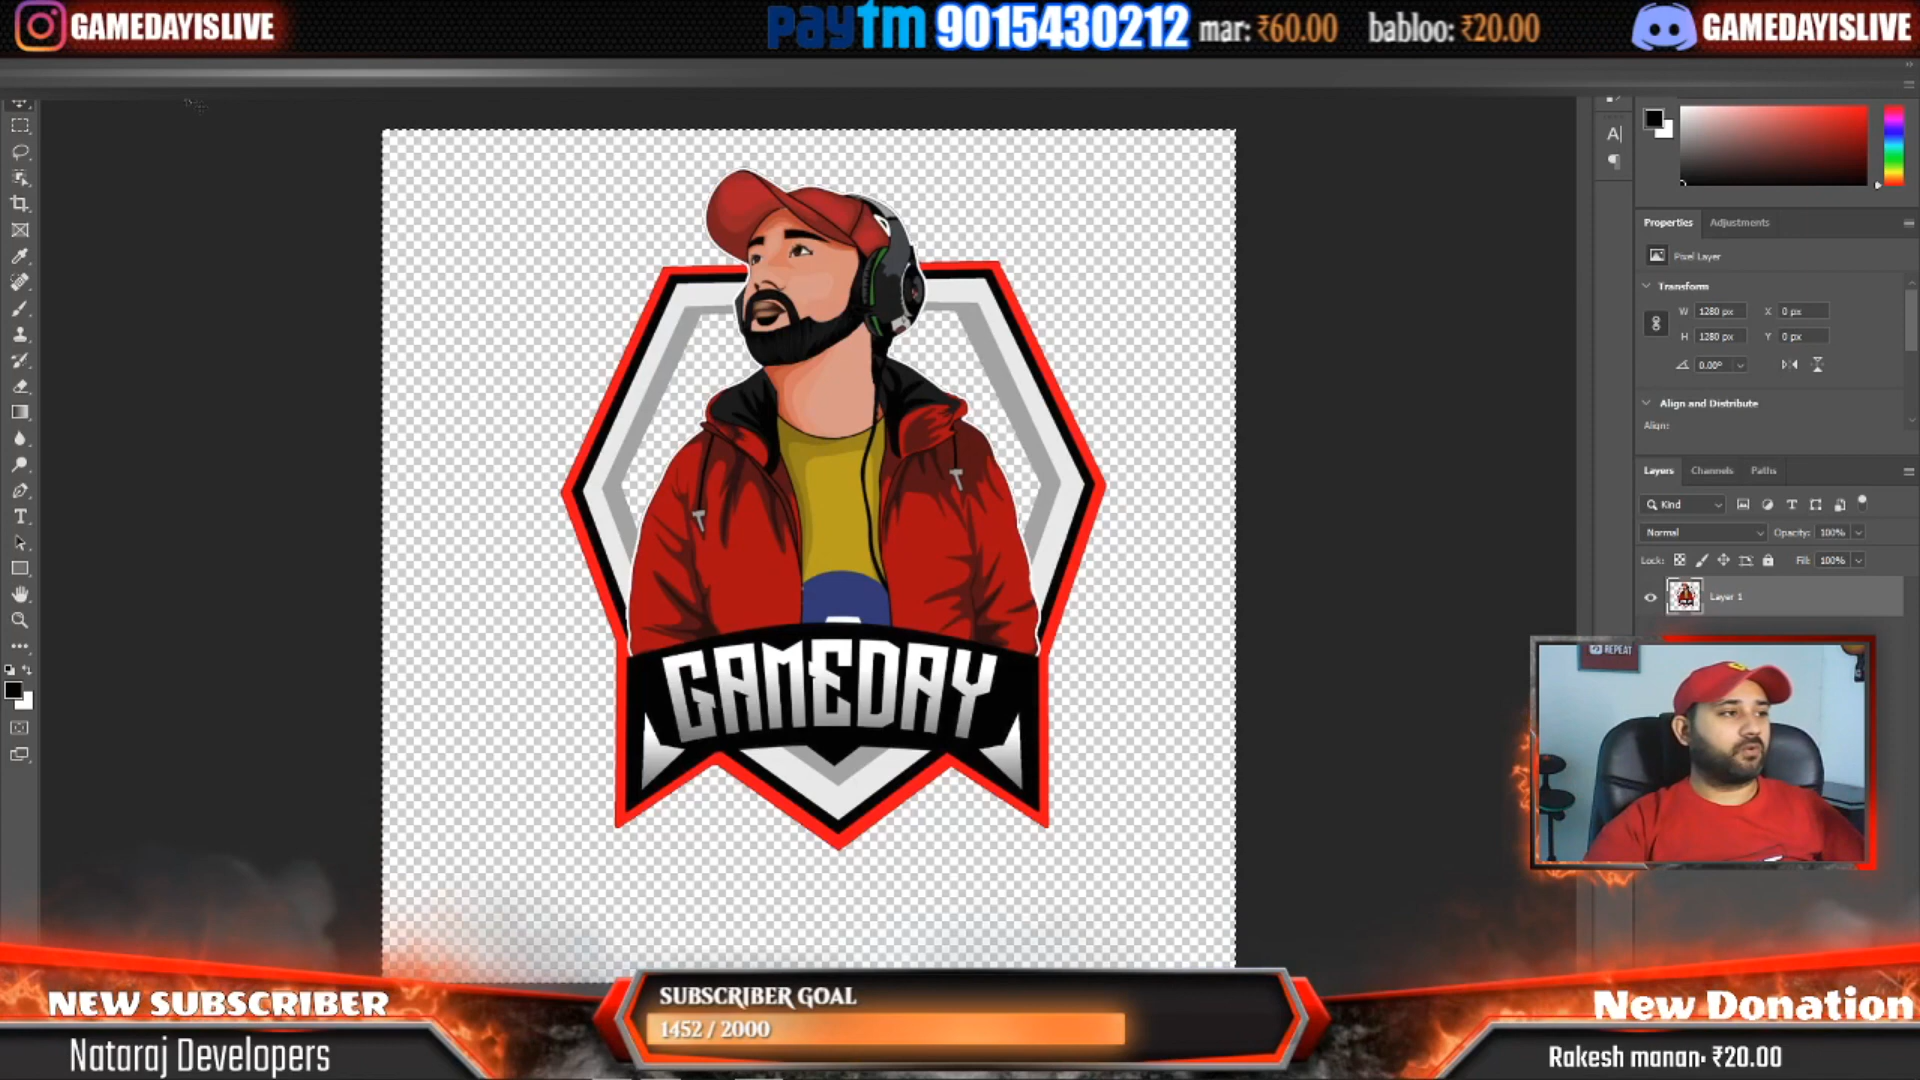 GAMEDAYISLIVE
paytm 9015430212 mar: ₹60.00 babloo: ₹20.00
GAMEDAYISLIVE
A|
Properties Adjustments
Pixel Layer
Transform
W 1280 px X 0 px
H 1280 px Y 0 px
0.00°
Align and Distribute
Align:
Layers Channels Paths
Kind
Normal Opacity: 100%
Lock: Fill: 100%
Layer 1
GAMEDAY
REPEAT
NEW SUBSCRIBER
Nataraj Developers
SUBSCRIBER GOAL
1452 / 2000
New Donation
Rakesh manan: ₹20.00